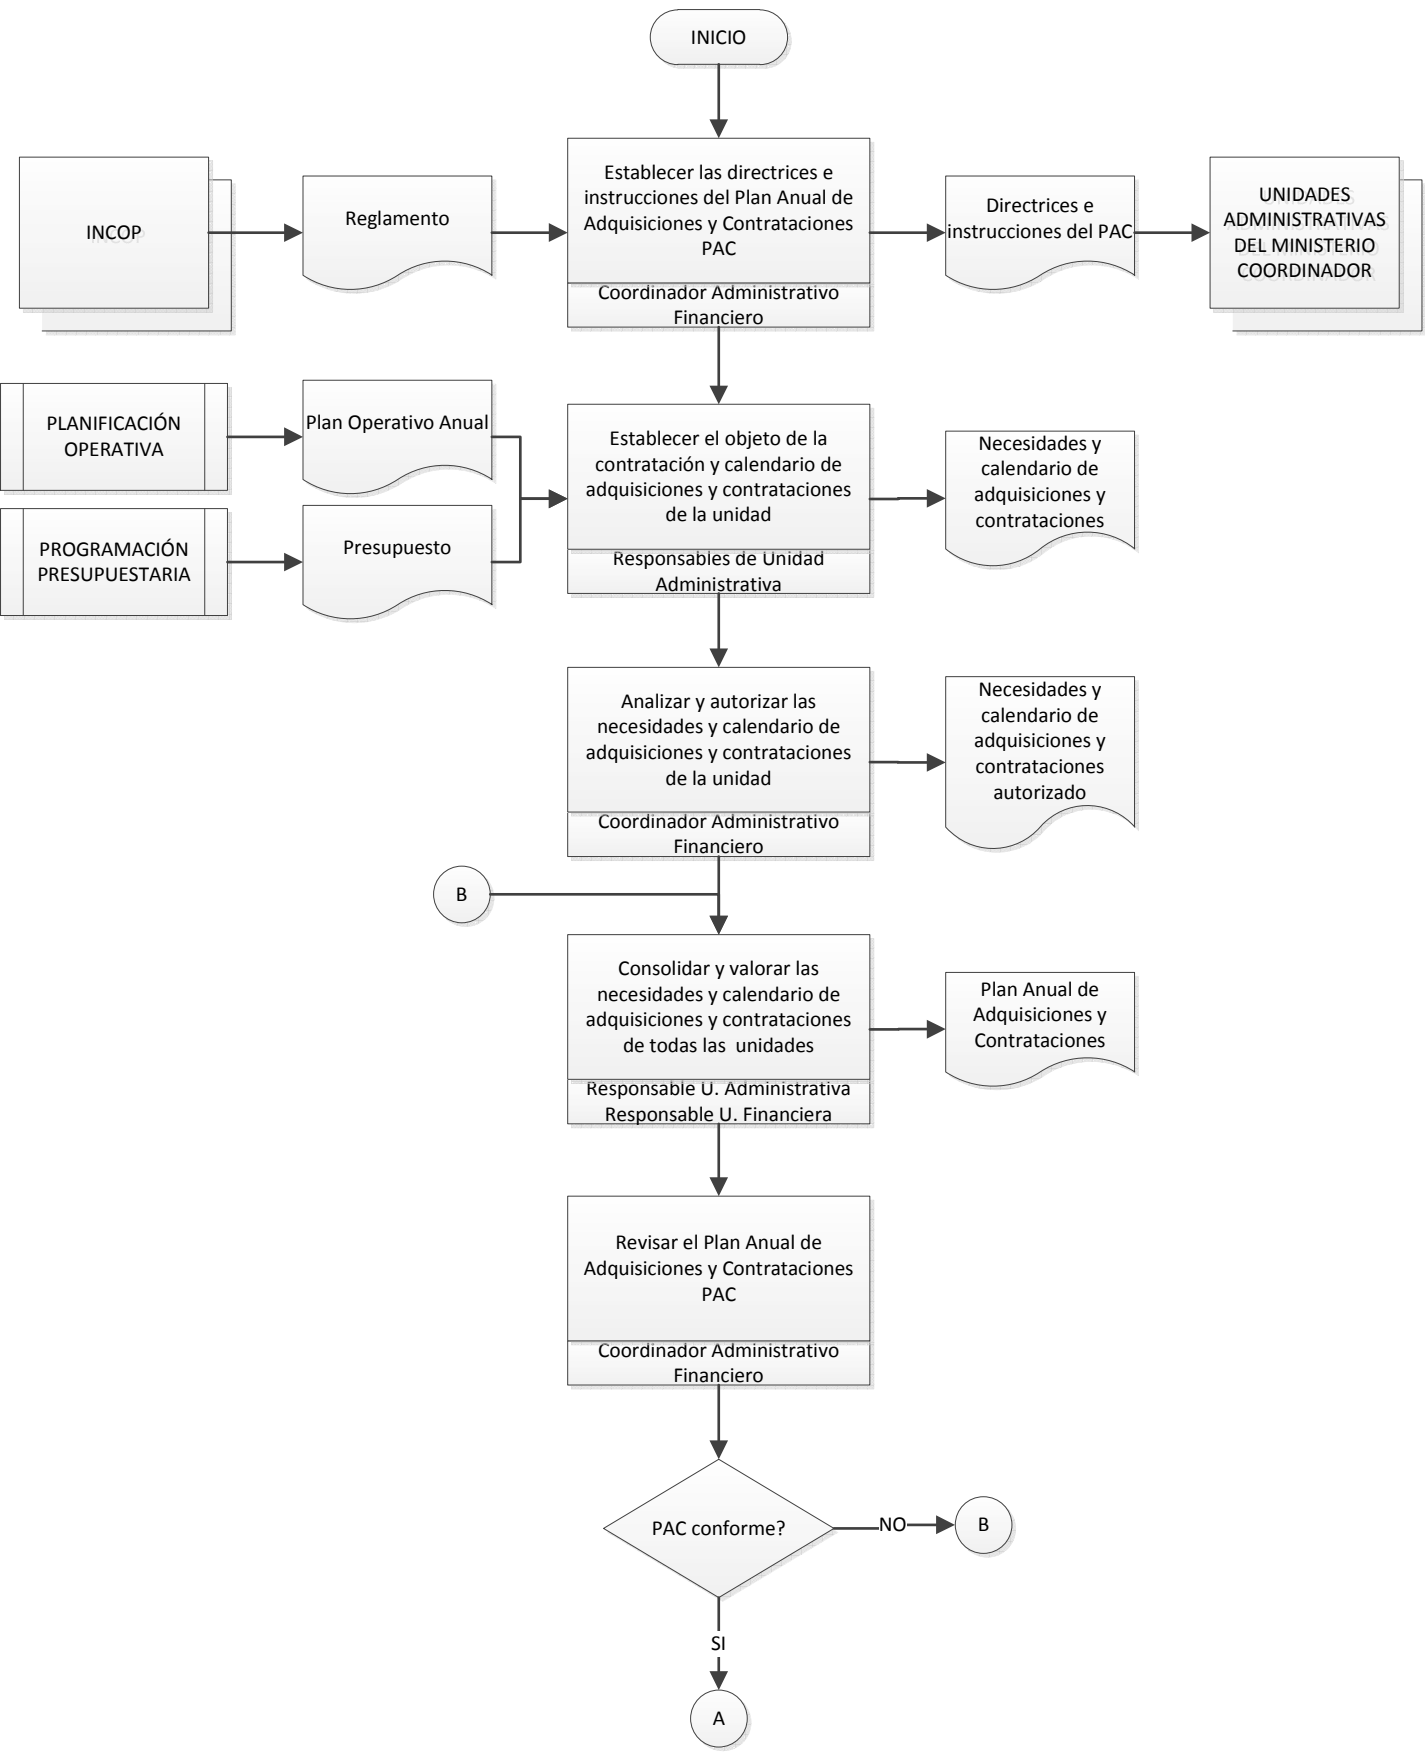 INICIO
INCOP
Reglamento
Establecer las directrices e
instrucciones del Plan Anual de
Adquisiciones y Contrataciones
PAC
Coordinador Administrativo
Financiero
Directrices e
instrucciones del PAC
UNIDADES
ADMINISTRATIVAS
DEL MINISTERIO
COORDINADOR
PLANIFICACIÓN
OPERATIVA
Plan Operativo Anual
PROGRAMACIÓN
PRESUPUESTARIA
Presupuesto
Establecer el objeto de la
contratación y calendario de
adquisiciones y contrataciones
de la unidad
Responsables de Unidad
Administrativa
Necesidades y
calendario de
adquisiciones y
contrataciones
Analizar y autorizar las
necesidades y calendario de
adquisiciones y contrataciones
de la unidad
Coordinador Administrativo
Financiero
Necesidades y
calendario de
adquisiciones y
contrataciones
autorizado
B
Consolidar y valorar las
necesidades y calendario de
adquisiciones y contrataciones
de todas las unidades
Responsable U. Administrativa
Responsable U. Financiera
Plan Anual de
Adquisiciones y
Contrataciones
Revisar el Plan Anual de
Adquisiciones y Contrataciones
PAC
Coordinador Administrativo
Financiero
PAC conforme?
NO
B
SI
A